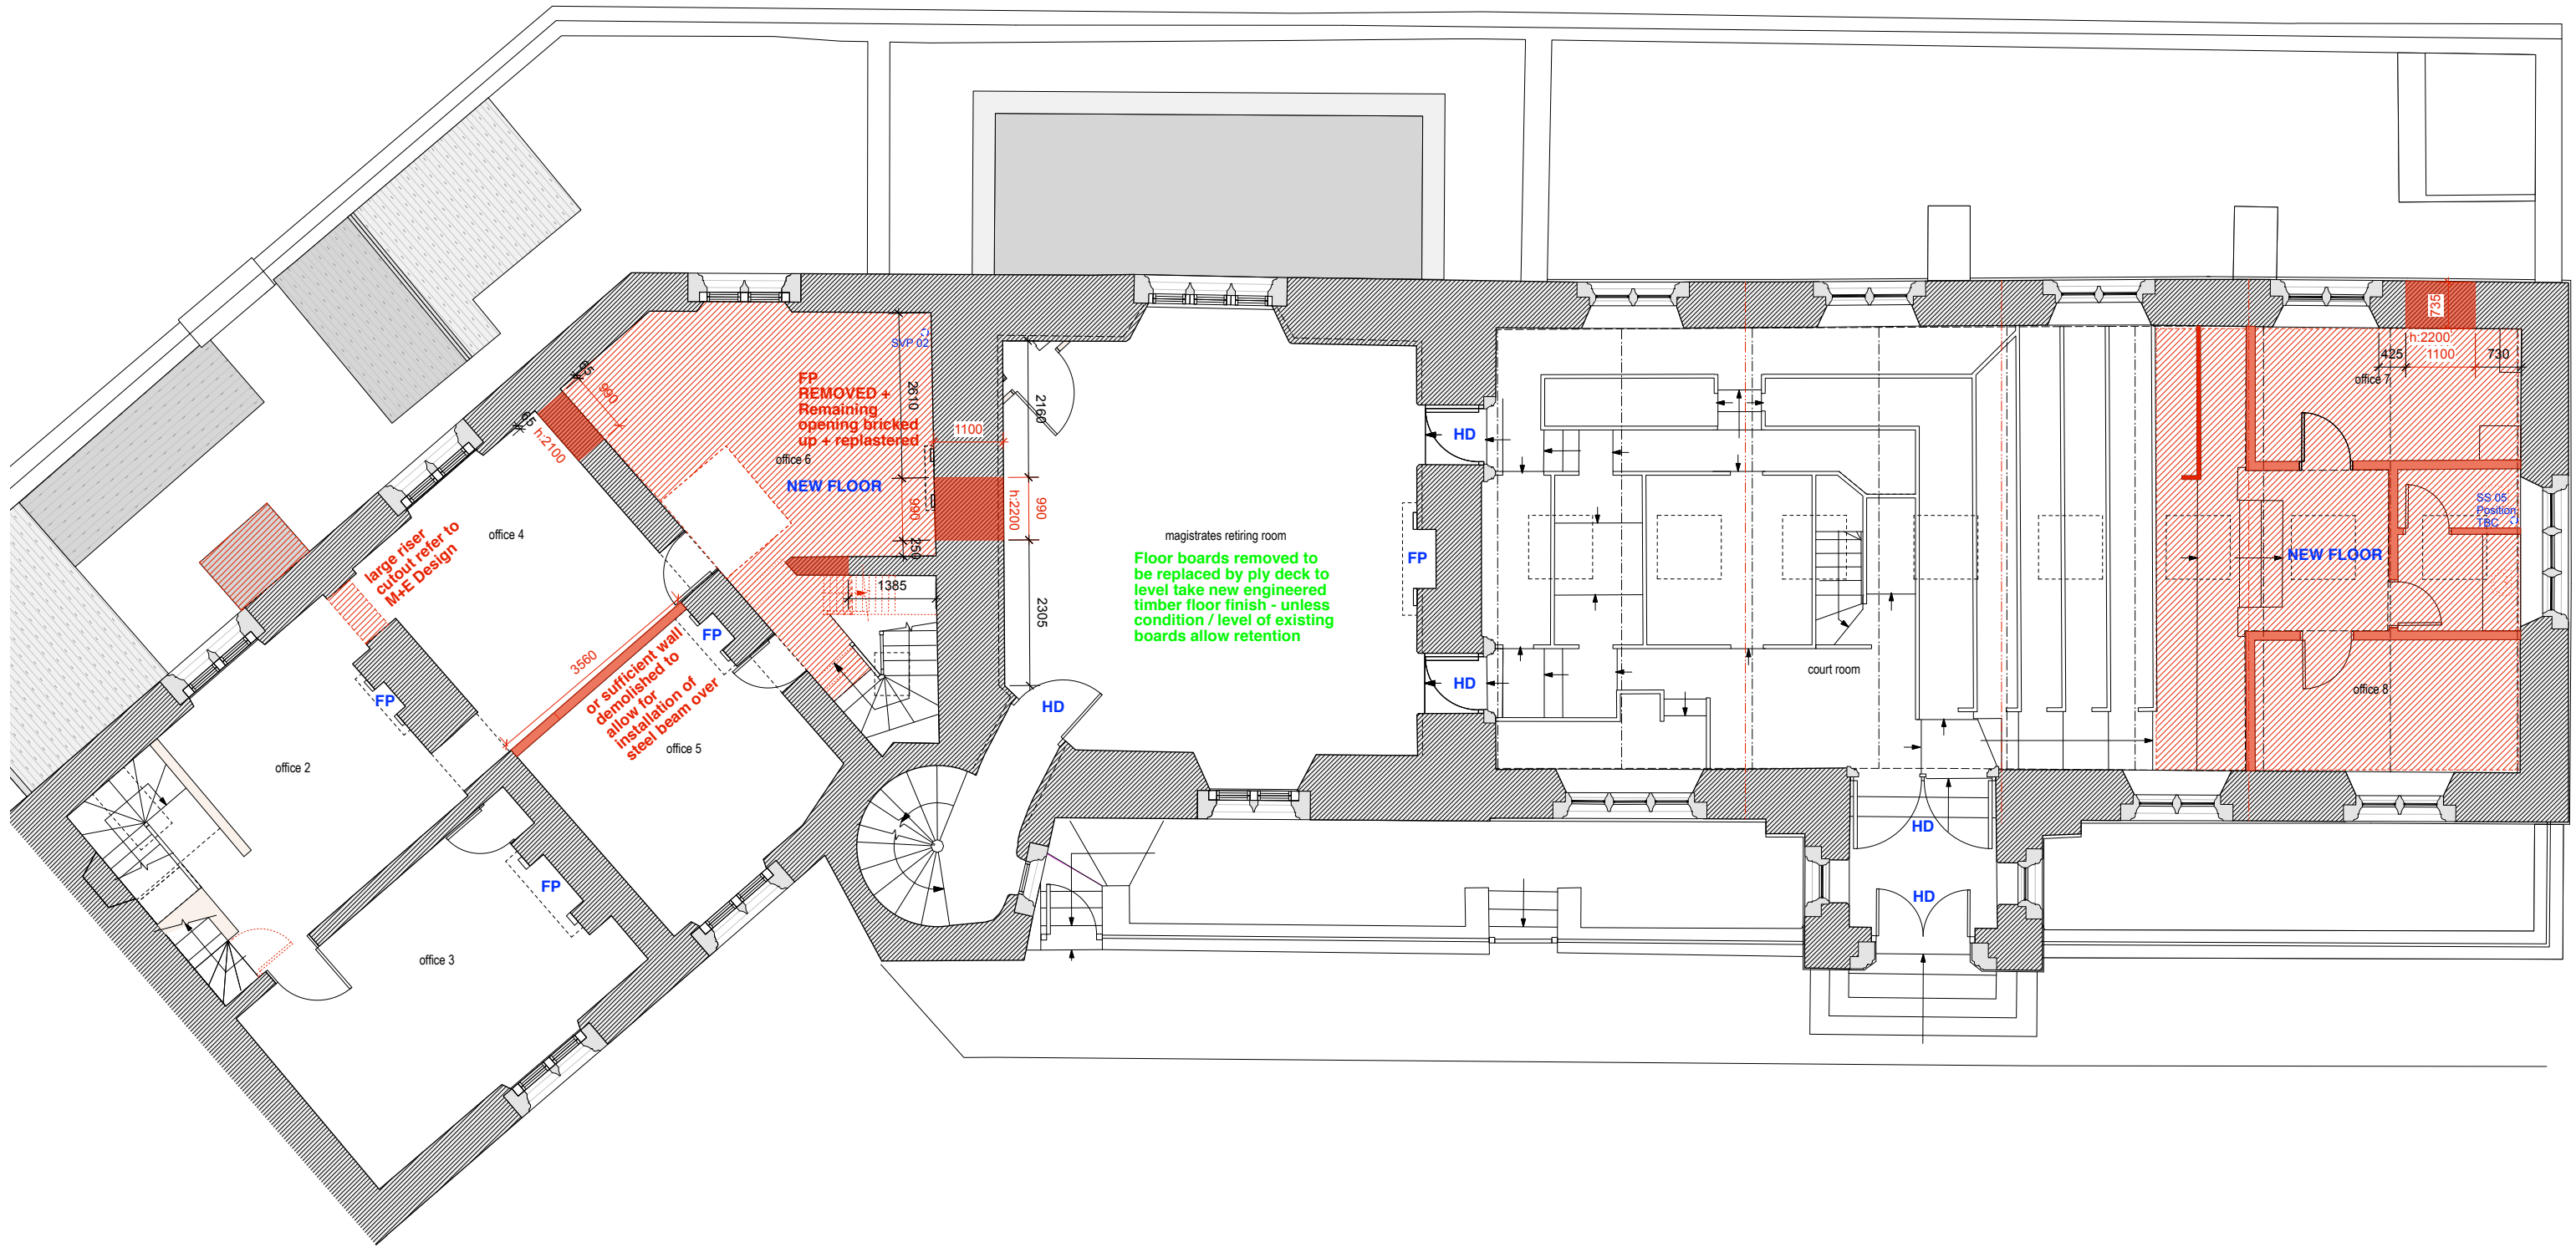 735
h:2200
425
1100
730
office 7
SVP 02
65
990
65
h:2100
FP
REMOVED +
Remaining
opening bricked
up + replastered
office 6
NEW FLOOR
2610
990
250
1100
2160
h:2200
990
2305
1385
HD
FP
HD
HD
magistrates retiring room
Floor boards removed to
be replaced by ply deck to
level take new engineered
timber floor finish - unless
condition / level of existing
boards allow retention
large riser
cutout refer to
M+E Design
office 4
FP
3560
or sufficient wall
demolished to
allow for
installation of
steel beam over
office 5
FP
office 2
FP
office 3
court room
SS 05
Position
TBC
NEW FLOOR
office 8
HD
HD